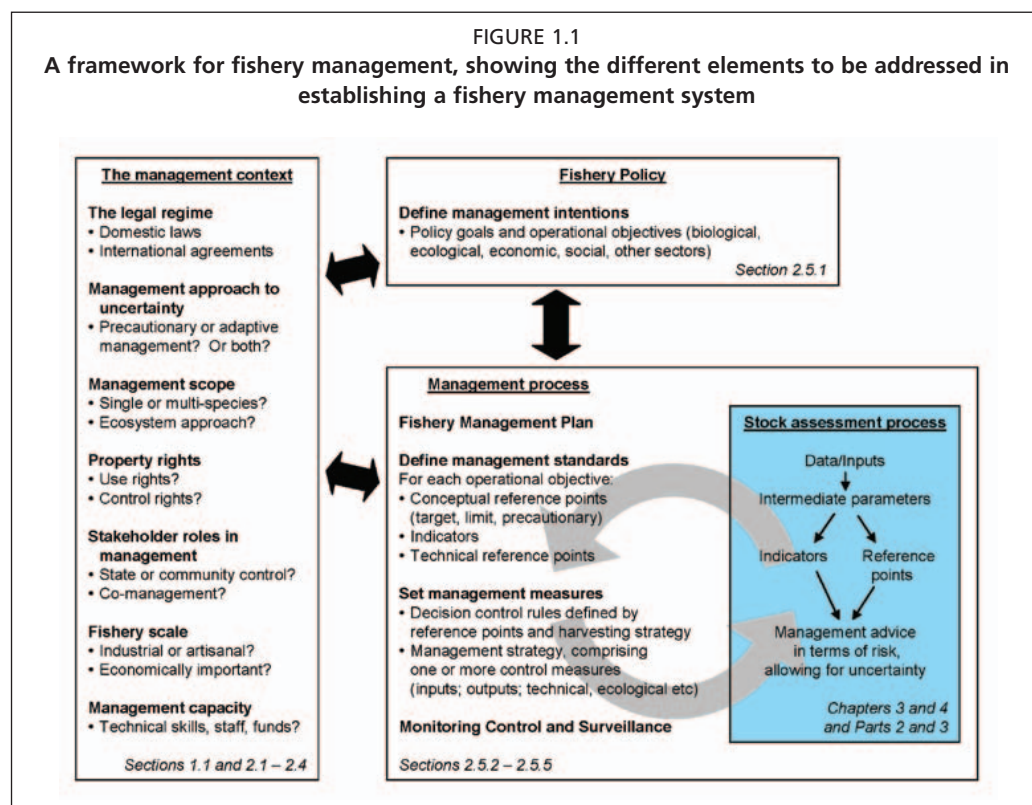 FIGURE 1.1
A framework for fishery management, showing the different elements to be addressed in
establishing a fishery management system
The management context
The legal regime
• Domestic laws
• International agreements
Management approach to
uncertainty
• Precautionary or adaptive
management? Or both?
Management scope
• Single or multi-species?
• Ecosystem approach?
Property rights
• Use rights?
• Control rights?
Stakeholder roles in
management
• State or community control?
• Co-management?
Fishery scale
• Industrial or artisanal?
• Economically important?
Management capacity
• Technical skills, staff, funds?
Sections 1.1 and 2.1 – 2.4
Fishery Policy
Define management intentions
• Policy goals and operational objectives (biological,
ecological, economic, social, other sectors)
Section 2.5.1
Management process
Fishery Management Plan
Define management standards
For each operational objective:
• Conceptual reference points
(target, limit, precautionary)
• Indicators
• Technical reference points
Set management measures
• Decision control rules defined by
reference points and harvesting strategy
• Management strategy, comprising
one or more control measures
(inputs; outputs; technical, ecological etc)
Monitoring Control and Surveillance
Sections 2.5.2 – 2.5.5
Stock assessment process
Data/Inputs
Intermediate parameters
Indicators
Reference
points
Management advice
in terms of risk,
allowing for uncertainty
Chapters 3 and 4
and Parts 2 and 3